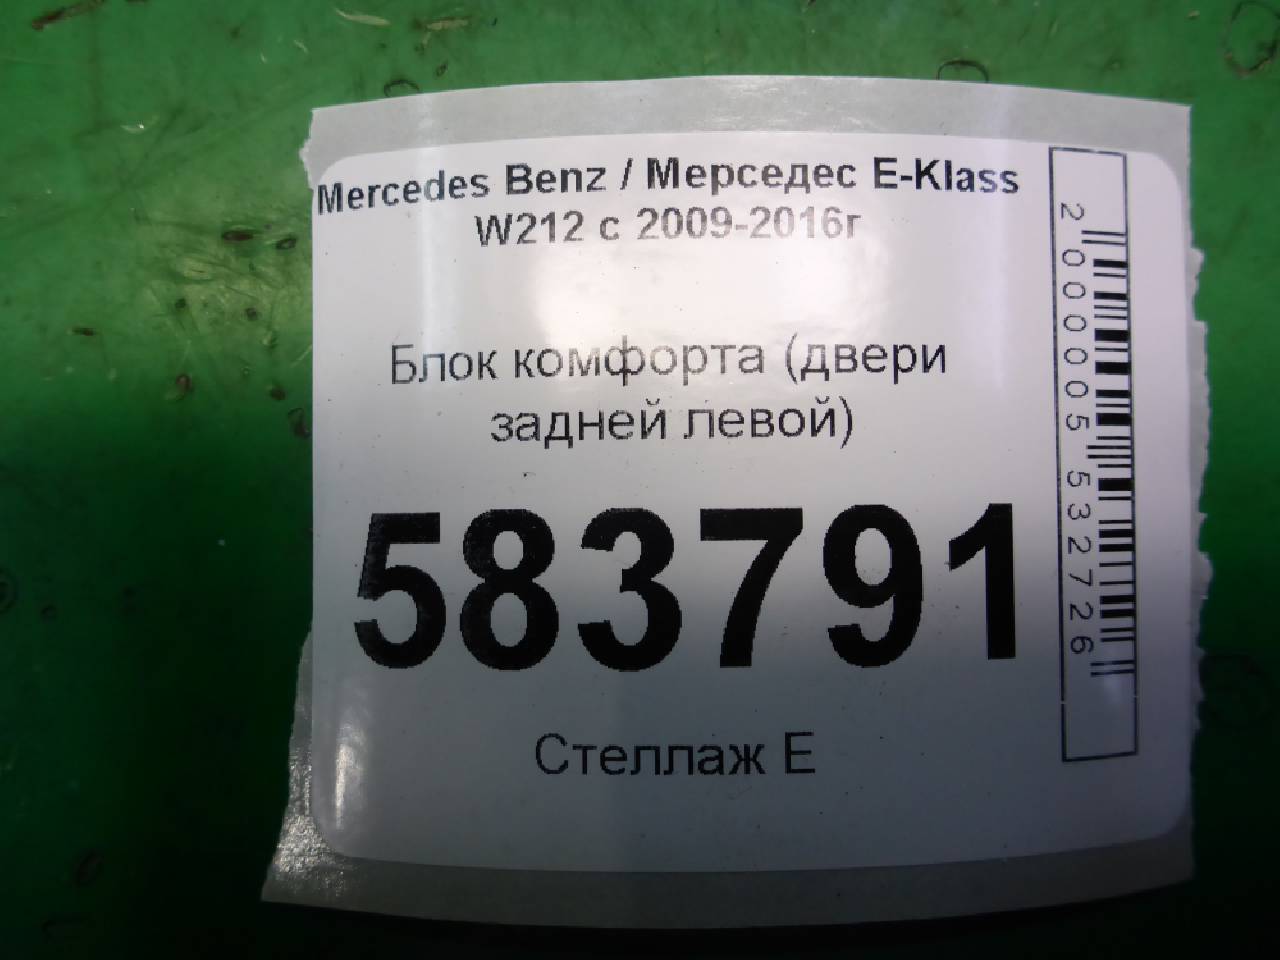 Mercedes Benz / Мерседес E-Klass
W212 с 2009-2016г
Блок комфорта (двери
задней левой)
583791
Стеллаж Е
2000005532726